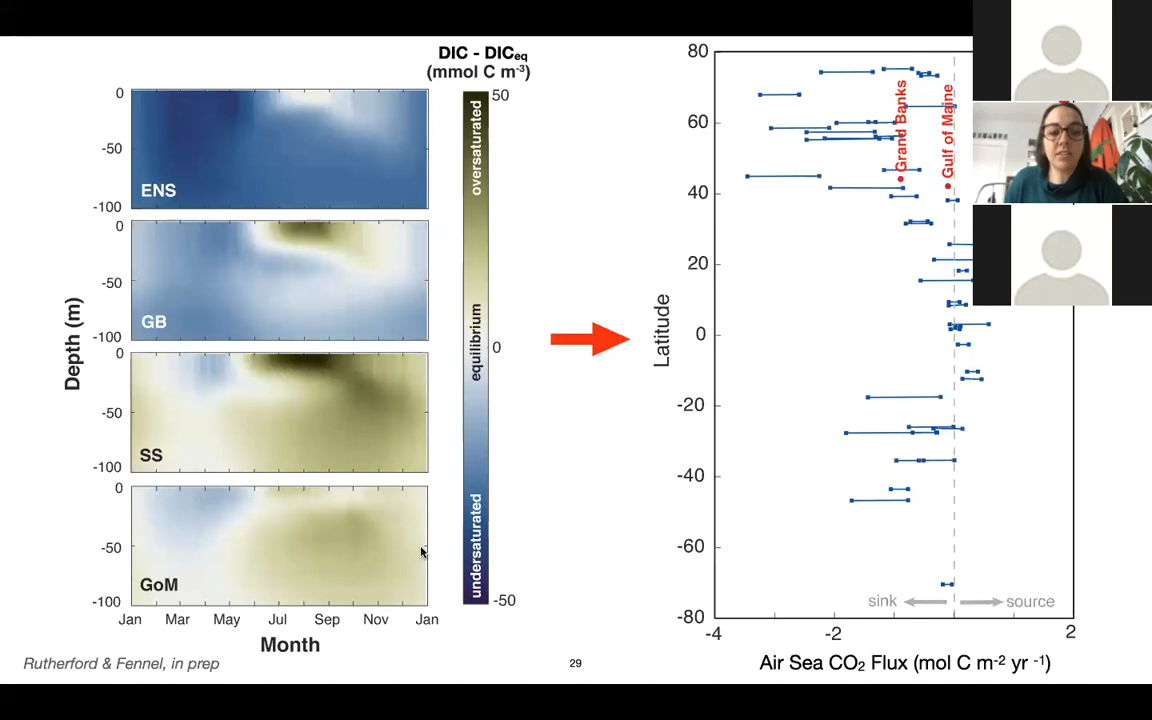 DIC - DICeq
(mmol C m-3)
50
oversaturated
equilibrium
0
undersaturated
-50
0
-50
-100
ENS
0
-50
-100
GB
0
-50
-100
SS
0
-50
-100
GoM
Depth (m)
Jan Mar May Jul Sep Nov Jan
Month
80
60
40
20
0
-20
-40
-60
-80
Latitude
Grand Banks
Gulf of Maine
sink
source
-4 -2 2
Air Sea CO2 Flux (mol C m-2 yr -1)
Rutherford & Fennel, in prep
29